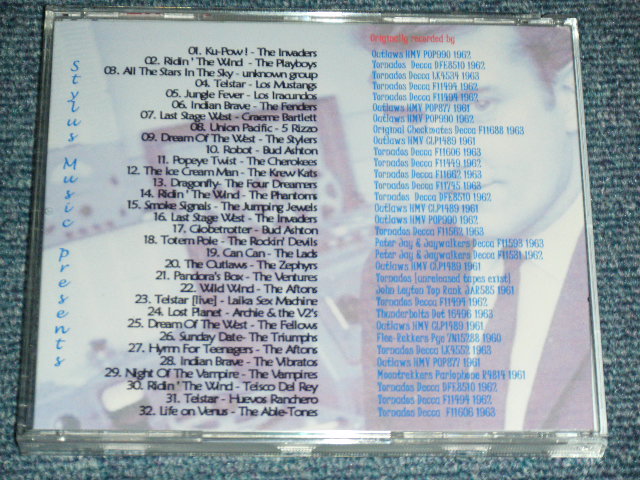 Stylus Music presents
Originally recorded by
01. Ku-Pow! - The Invaders
02. Ridin' The Wind - The Playboys
03. All The Stars In The Sky - unknown group
04. Telstar - Los Mustangs
05. Jungle Fever - Los Iracundos
06. Indian Brave - The Fenders
07. Last Stage West - Graeme Bartlett
08. Union Pacific - 5 Rizzo
09. Dream Of The West - The Stylers
10. Robot - Bud Ashton
11. Popeye Twist - The Cherokees
12. The Ice Cream Man - The Krew Kats
13. Dragonfly- The Four Dreamers
14. Ridin' The Wind - The Phantoms
15. Smoke Signals - The Jumping Jewels
16. Last Stage West - The Invaders
17. Globetrotter - Bud Ashton
18. Totem Pole - The Rockin' Devils
19. Can Can - The Lads
20. The Outlaws - The Zephyrs
21. Pandora's Box - The Ventures
22. Wild Wind - The Aftons
23. Telstar [live] - Laika Sex Machine
24. Lost Planet - Archie & the V2's
25. Dream Of The West - The Fellows
26. Sunday Date- The Triumphs
27. Hymn For Teenagers - The Aftons
28. Indian Brave - The Vibratos
29. Night Of The Vampire - The Vampires
30. Ridin' The Wind - Telsco Del Rey
31. Telstar - Huevos Ranchero
32. Life on Venus - The Able-Tones
Outlaws HMV POP990 1962
Tornados Decca DFE8510 1962
Tornados Decca LK4534 1963
Tornados Decca F11494 1962
Tornados Decca F11494 1962
Outlaws HMV POP877 1961
Outlaws HMV POP990 1962
Original Checkmates Decca F11688 1963
Outlaws HMV CLP1489 1961
Tornados Decca F11606 1963
Tornados Decca F11449 1962
Tornados Decca F11662 1963
Tornados Decca F11745 1963
Tornados Decca DFE8510 1962
Outlaws HMV CLP1489 1961
Outlaws HMV POP990 1962
Tornados Decca F11562 1963
Peter Jay & Jaywalkers Decca F11593 1963
Peter Jay & Jaywalkers Decca F11531 1962
Outlaws HMV CLP1489 1961
Tornados [unreleased tapes exist]
John Leyton Top Rank JAR585 1961
Tornados Decca F11494 1962
Thunderbolts Dot 16496 1963
Outlaws HMV CLP1489 1961
Flee-Rekkers Pye 7N15288 1960
Tornados Decca LK4552 1963
Outlaws HMV POP877 1961
Moontrekkers Parlophone R4814 1961
Tornados Decca DFE8510 1962
Tornados Decca F11494 1962
Tornados Decca F11606 1963